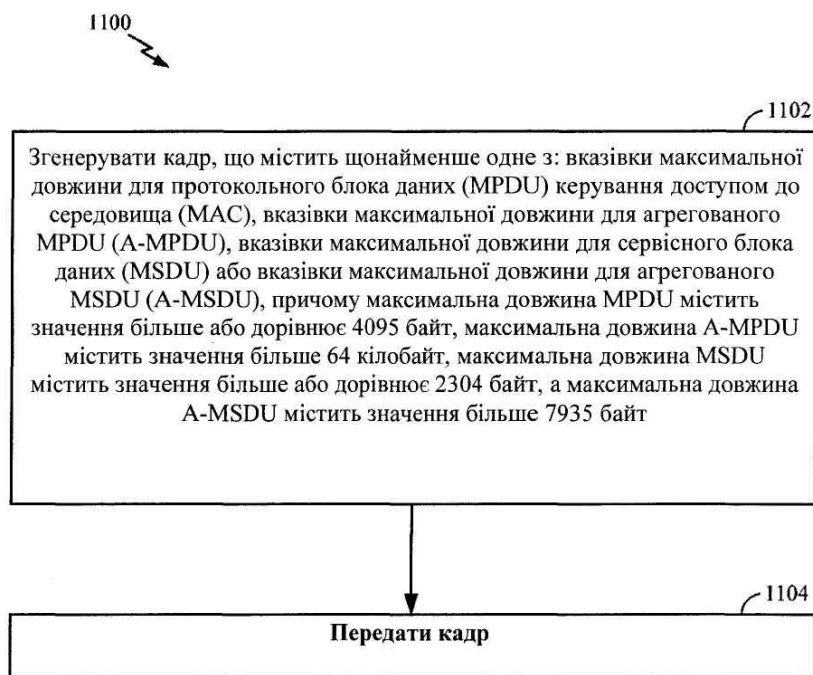 1100
1102
Згенерувати кадр, що містить щонайменше одне з: вказівки максимальної
довжини для протокольного блока даних (MPDU) керування доступом до
середовища (MAC), вказівки максимальної довжини для агрегованого
MPDU (A-MPDU), вказівки максимальної довжини для сервісного блока
даних (MSDU) або вказівки максимальної довжини для агрегованого
MSDU (A-MSDU), причому максимальна довжина MPDU містить
значення більше або дорівнює 4095 байт, максимальна довжина A-MPDU
містить значення більше 64 кілобайт, максимальна довжина MSDU
містить значення більше або дорівнює 2304 байт, а максимальна довжина
A-MSDU містить значення більше 7935 байт
1104
Передати кадр